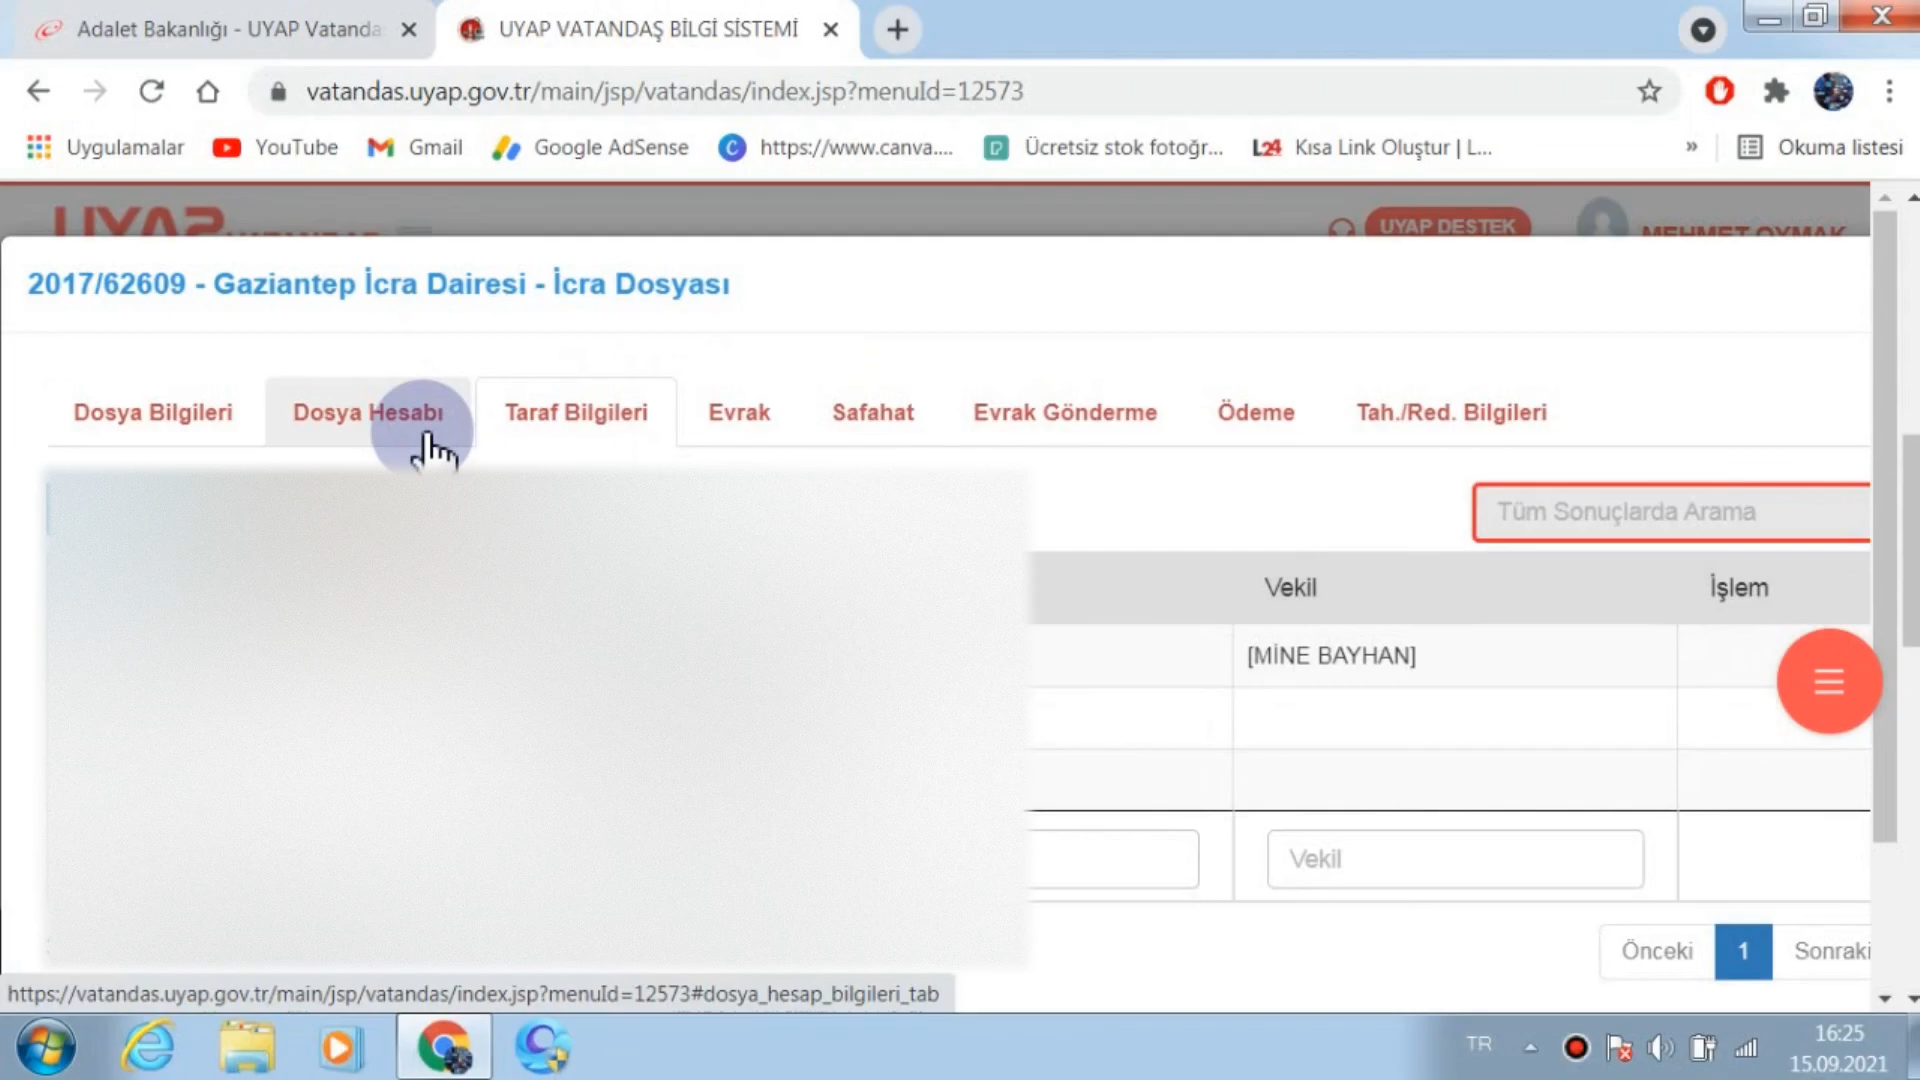 Adalet Bakanlığı - UYAP Vatanda
UYAP VATANDAŞ BİLGİ SİSTEMİ
vatandas.uyap.gov.tr/main/jsp/vatandas/index.jsp?menuId=12573
Uygulamalar YouTube Gmail Google AdSense https://www.canva.... Ücretsiz stok fotoğr... L24 Kısa Link Oluştur | L... » Okuma listesi
UYAP DESTEK MEHMET OYMAK
2017/62609 - Gaziantep İcra Dairesi - İcra Dosyası
Dosya Bilgileri Dosya Hesabı Taraf Bilgileri Evrak Safahat Evrak Gönderme Ödeme Tah./Red. Bilgileri
Tüm Sonuçlarda Arama
Vekil İşlem
[MİNE BAYHAN]
Vekil
Önceki 1 Sonraki
https://vatandas.uyap.gov.tr/main/jsp/vatandas/index.jsp?menuId=12573#dosya_hesap_bilgileri_tab
TR 16:25
15.09.2021